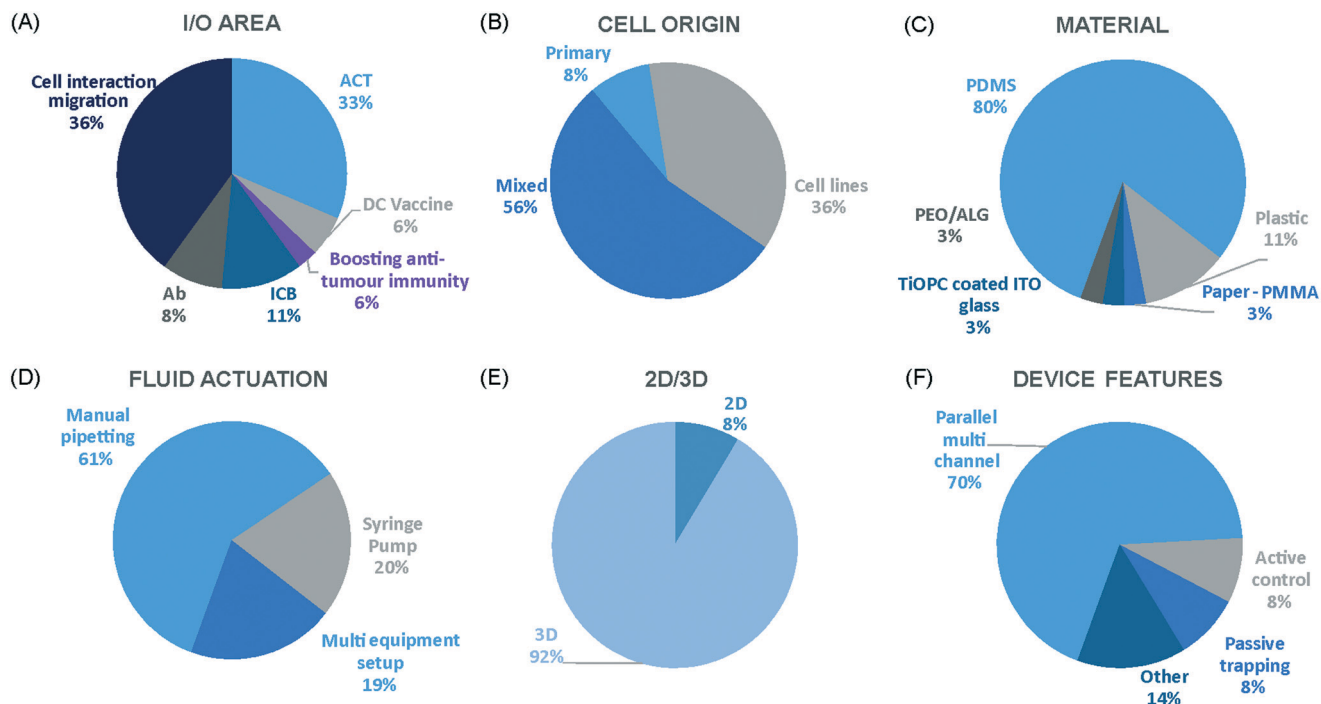 (A)
I/O AREA
Cell interaction
migration
36%
ACT
33%
DC Vaccine
6%
Boosting anti-
tumour immunity
6%
ICB
11%
Ab
8%
(B)
CELL ORIGIN
Primary
8%
Mixed
56%
Cell lines
36%
(C)
MATERIAL
PDMS
80%
PEO/ALG
3%
Plastic
11%
TiOPC coated ITO
glass
3%
Paper-PMMA
3%
(D)
FLUID ACTUATION
Manual
pipetting
61%
Syringe
Pump
20%
Multi equipment
setup
19%
(E)
2D/3D
2D
8%
3D
92%
(F)
DEVICE FEATURES
Parallel
multi
channel
70%
Active
control
8%
Passive
trapping
8%
Other
14%